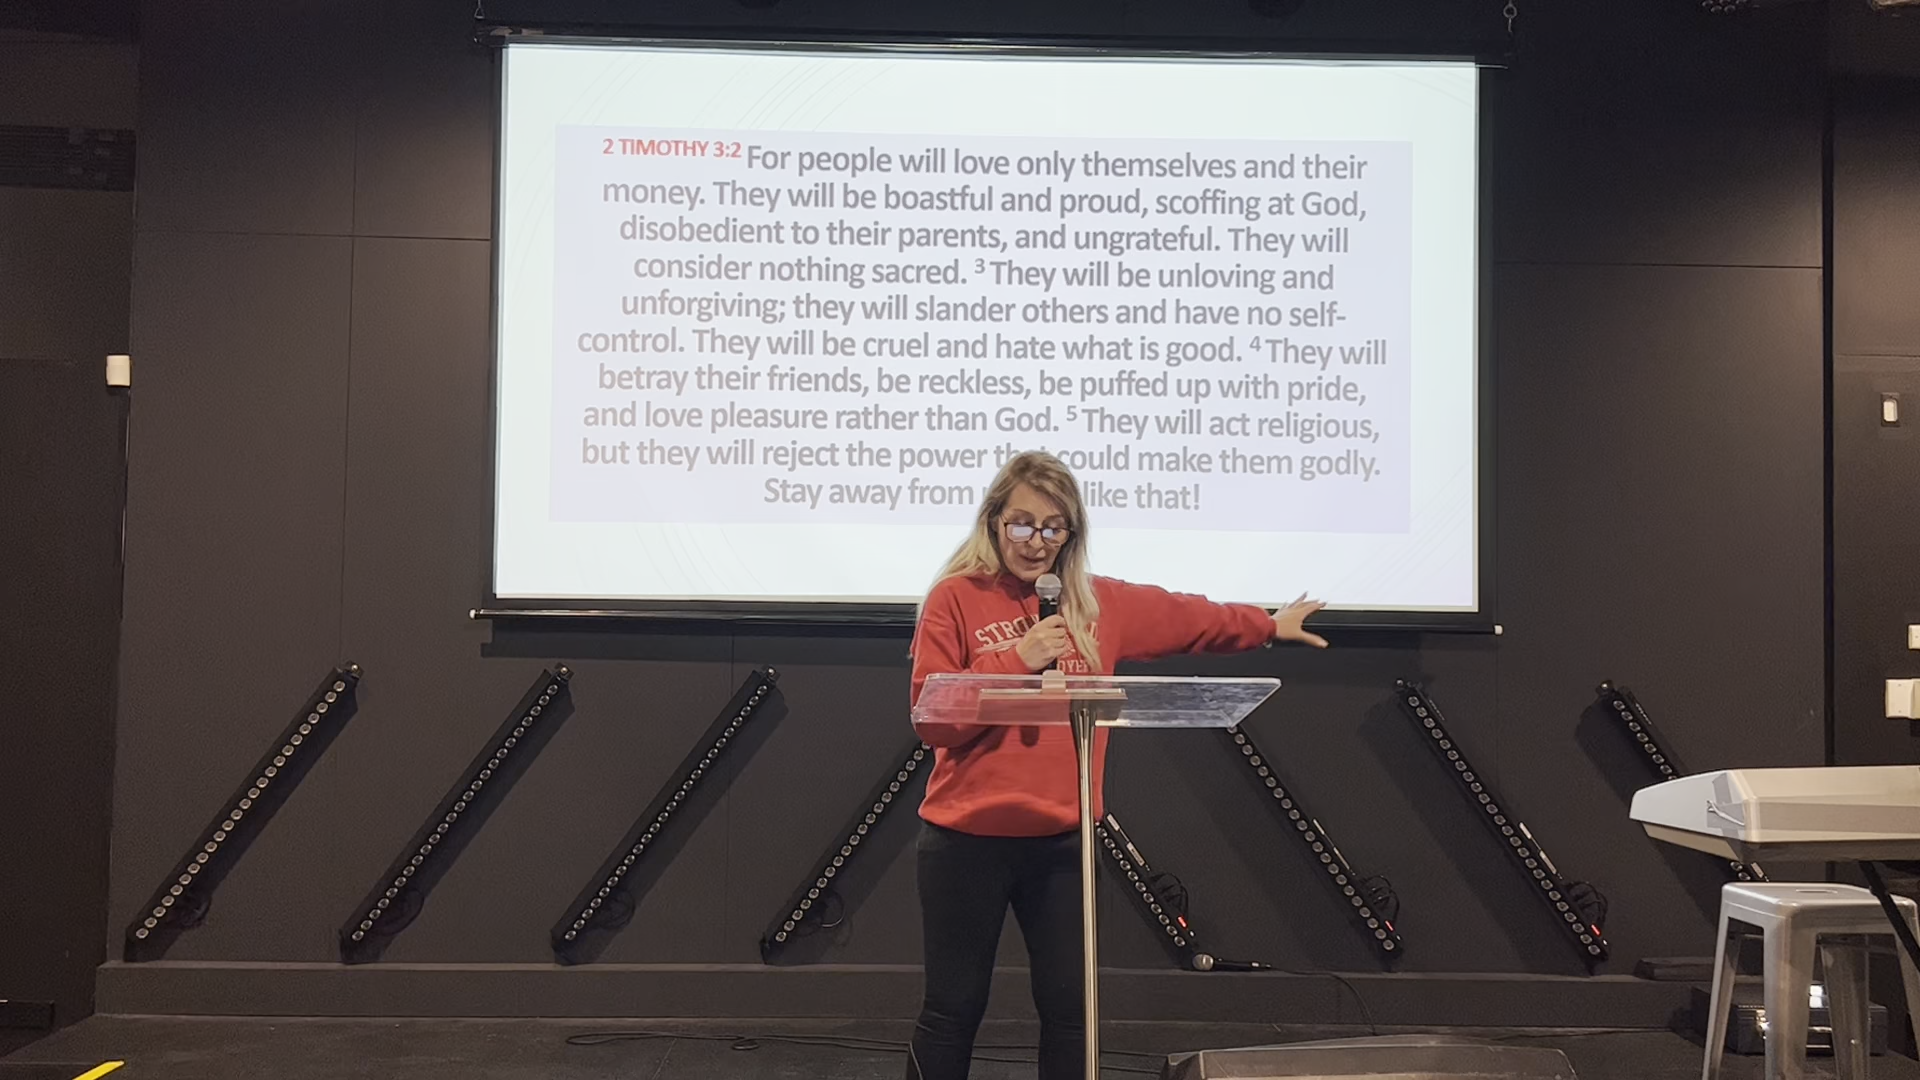 2 TIMOTHY 3:2 For people will love only themselves and their
money. They will be boastful and proud, scoffing at God,
disobedient to their parents, and ungrateful. They will
consider nothing sacred. 3 They will be unloving and
unforgiving; they will slander others and have no self-
control. They will be cruel and hate what is good. 4 They will
betray their friends, be reckless, be puffed up with pride,
and love pleasure rather than God. 5 They will act religious,
but they will reject the power could make them godly.
Stay away from like that!